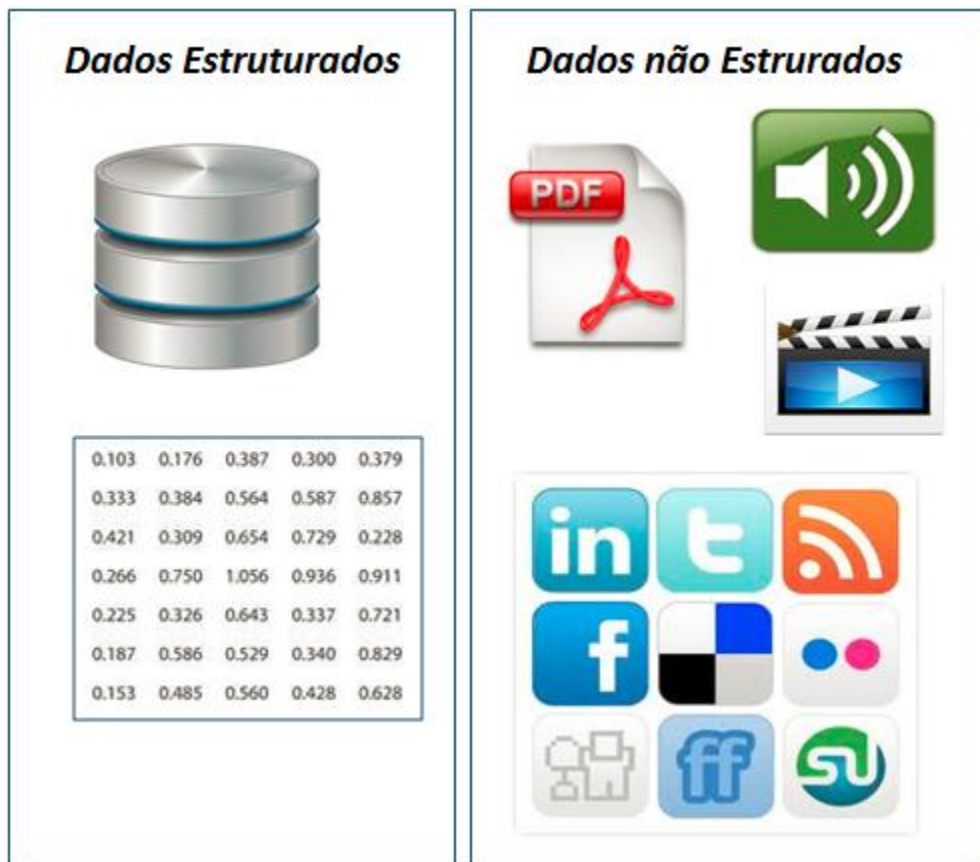 Dados Estruturados
0.103 0.176 0.387 0.300 0.379
0.333 0.384 0.564 0.587 0.857
0.421 0.309 0.654 0.729 0.228
0.266 0.750 1.056 0.936 0.911
0.225 0.326 0.643 0.337 0.721
0.187 0.586 0.529 0.340 0.829
0.153 0.485 0.560 0.428 0.628
Dados não Estrurados
PDF
in t
f
ff su